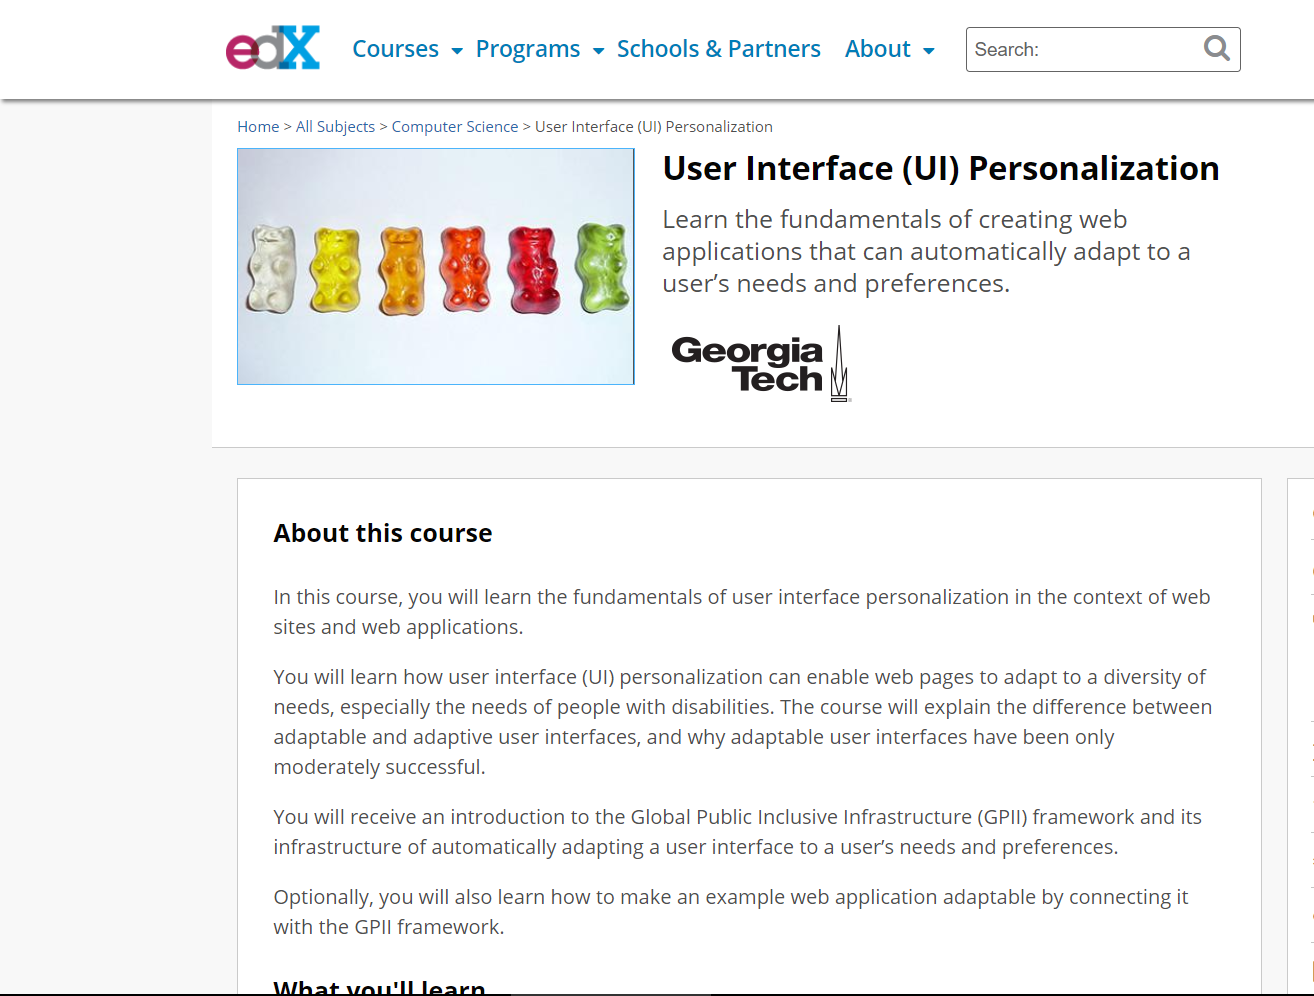 edX Courses Programs Schools & Partners About Search:
Home > All Subjects > Computer Science > User Interface (UI) Personalization
User Interface (UI) Personalization
Learn the fundamentals of creating web
applications that can automatically adapt to a
user’s needs and preferences.
Georgia
Tech
About this course
In this course, you will learn the fundamentals of user interface personalization in the context of web
sites and web applications.
You will learn how user interface (UI) personalization can enable web pages to adapt to a diversity of
needs, especially the needs of people with disabilities. The course will explain the difference between
adaptable and adaptive user interfaces, and why adaptable user interfaces have been only
moderately successful.
You will receive an introduction to the Global Public Inclusive Infrastructure (GPII) framework and its
infrastructure of automatically adapting a user interface to a user’s needs and preferences.
Optionally, you will also learn how to make an example web application adaptable by connecting it
with the GPII framework.
What you'll learn